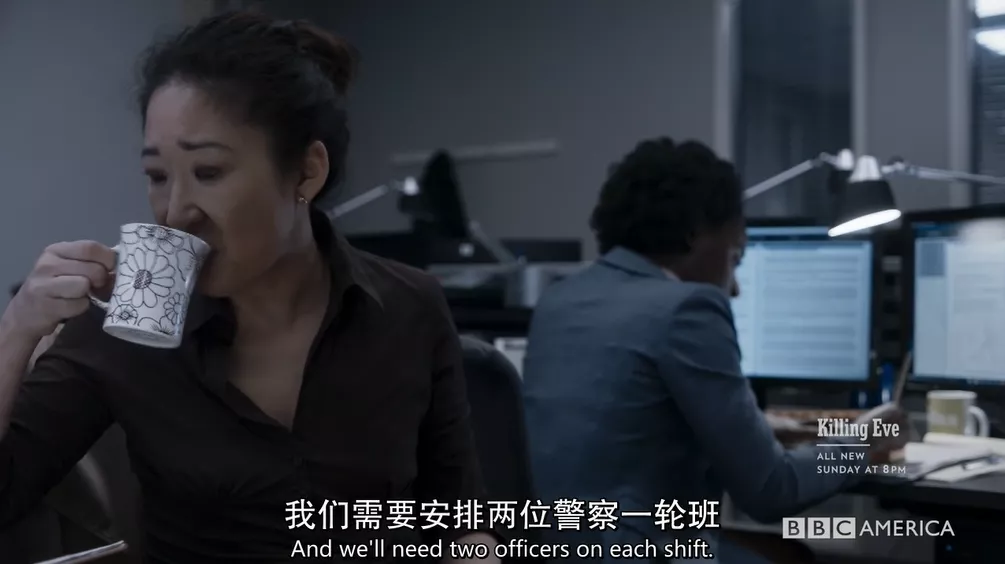 Killing Eve
ALL NEW
SUNDAY AT 8PM
我们需要安排两位警察一轮班
And we'll need two officers on each shift.
BBC AMERICA